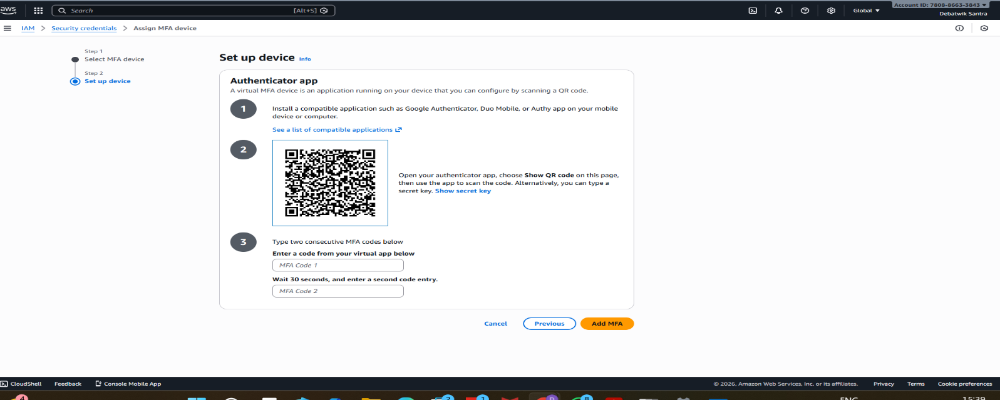 aws
Search
[Alt+S]
Global
Account ID: 7808-8663-3843
Debatwik Santra
IAM
Security credentials
Assign MFA device
Step 1
Select MFA device
Step 2
Set up device
Set up device Info
Authenticator app
A virtual MFA device is an application running on your device that you can configure by scanning a QR code.
1
Install a compatible application such as Google Authenticator, Duo Mobile, or Authy app on your mobile
device or computer.
See a list of compatible applications
2
Open your authenticator app, choose Show QR code on this page,
then use the app to scan the code. Alternatively, you can type a
secret key. Show secret key
3
Type two consecutive MFA codes below
Enter a code from your virtual app below
MFA Code 1
Wait 30 seconds, and enter a second code entry.
MFA Code 2
Cancel
Previous
Add MFA
CloudShell
Feedback
Console Mobile App
© 2026, Amazon Web Services, Inc. or its affiliates.
Privacy
Terms
Cookie preferences
4
2
1
D
8
ENG
15:39